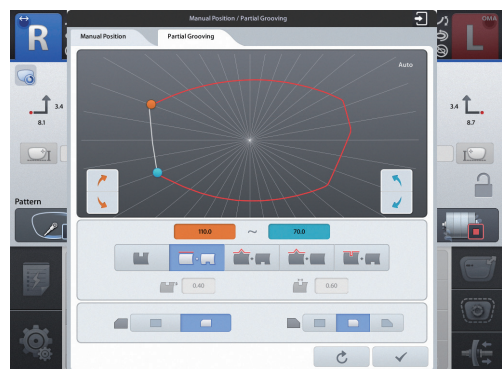 Manual Position / Partial Grooving
OMA
R
Manual Position
Partial Grooving
L
Auto
3.4
8.1
3.4
8.7
Pattern
110.0 ~ 70.0
0.40
0.60